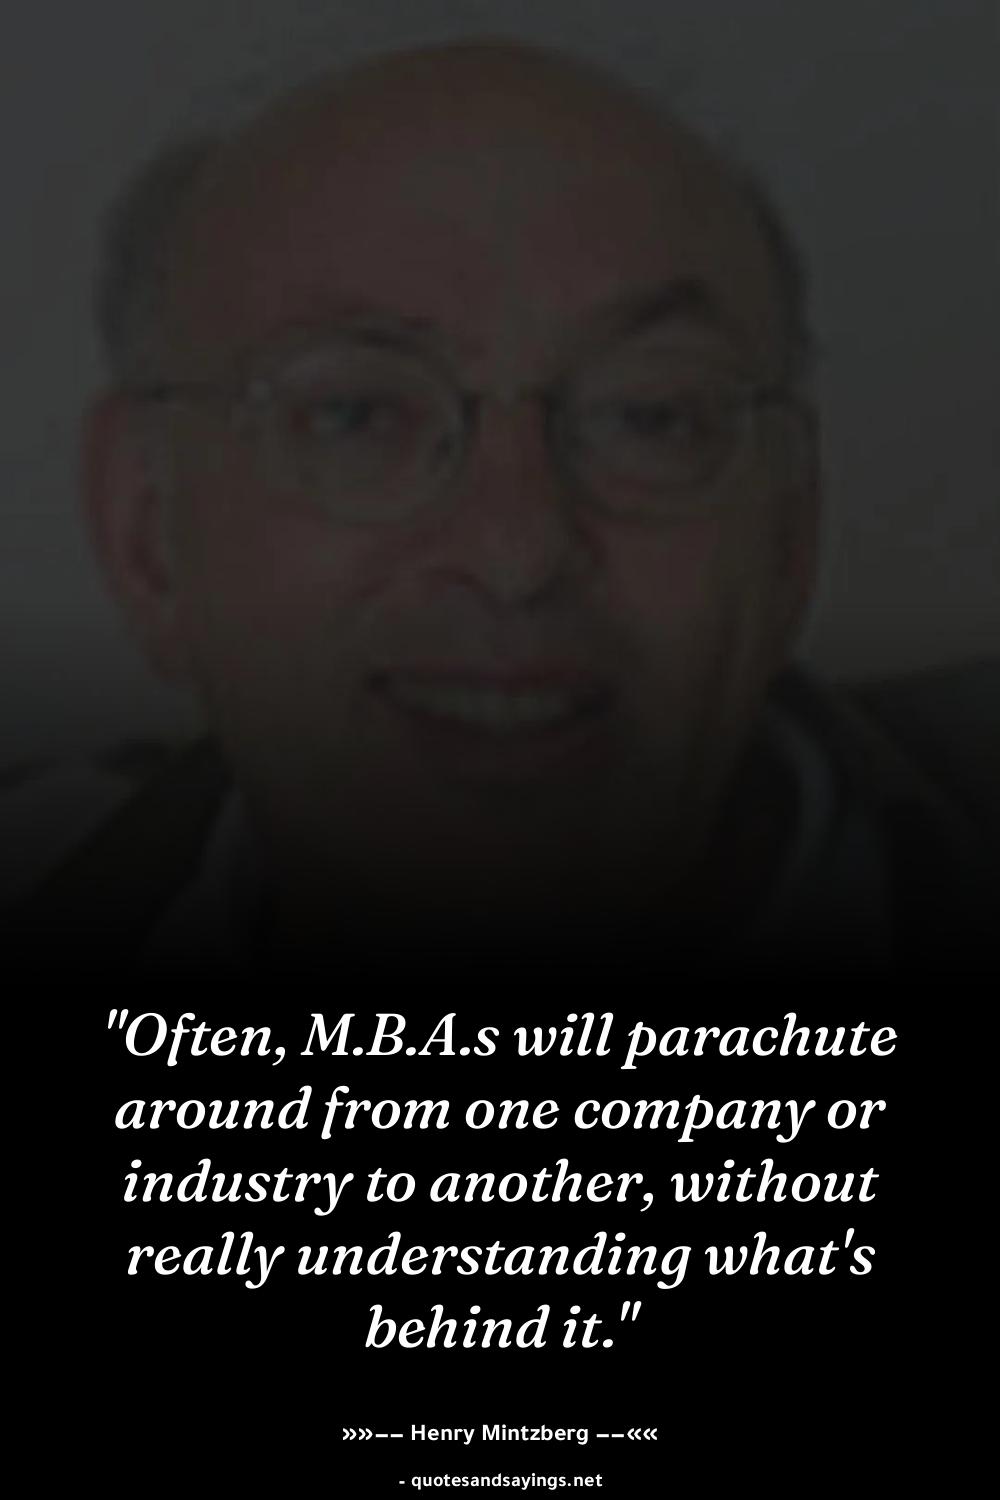 "Often, M.B.A.s will parachute
around from one company or
industry to another, without
really understanding what's
behind it."
»»−− Henry Mintzberg −−««
- quotesandsayings.net